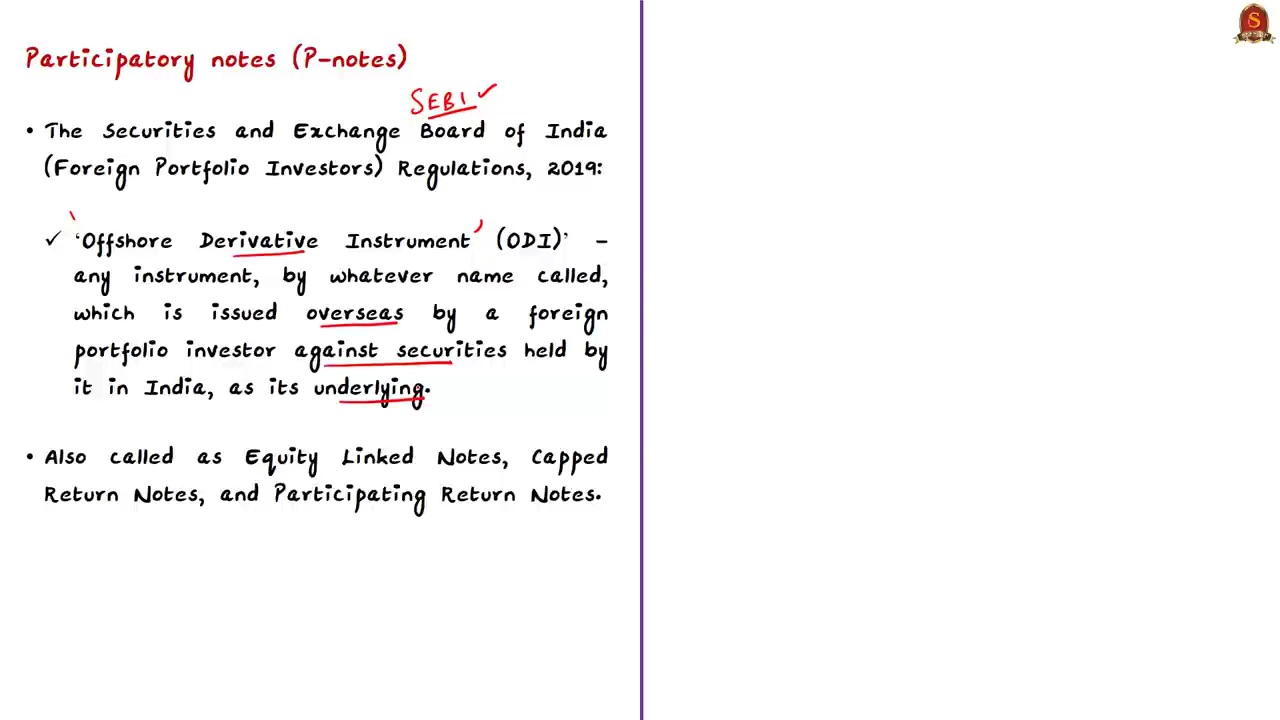 Participatory notes (P-notes)
SEBI ✓
• The Securities and Exchange Board of India
(Foreign Portfolio Investors) Regulations, 2019:
✓ 'Offshore Derivative Instrument' (ODI)' –
any instrument, by whatever name called,
which is issued overseas by a foreign
portfolio investor against securities held by
it in India, as its underlying.
• Also called as Equity Linked Notes, Capped
Return Notes, and Participating Return Notes.
S